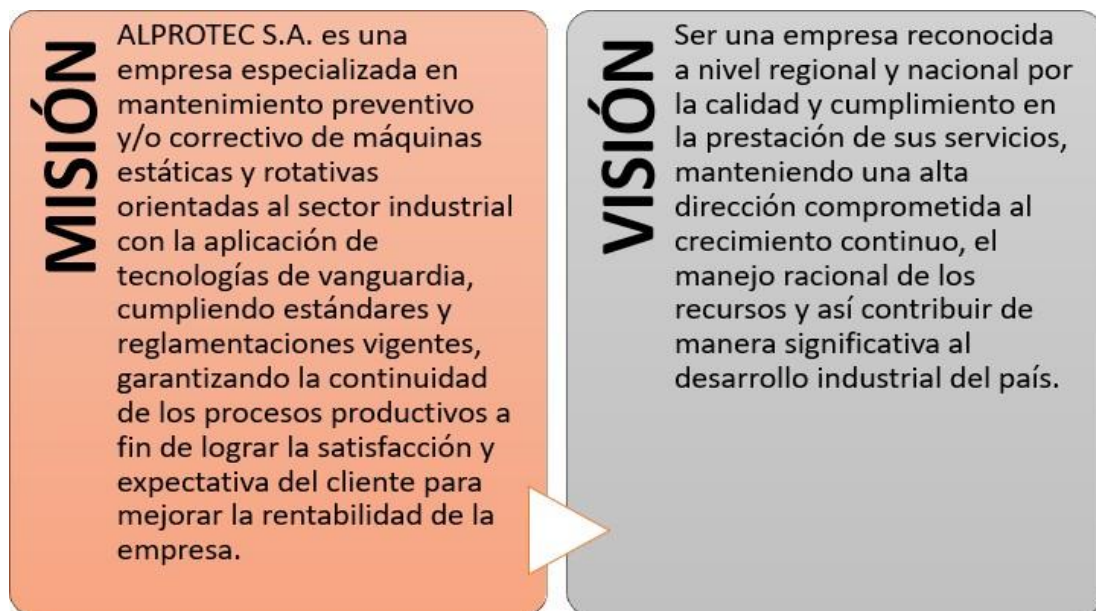 MISIÓN
ALPROTEC S.A. es una
empresa especializada en
mantenimiento preventivo
y/o correctivo de máquinas
estáticas y rotativas
orientadas al sector industrial
con la aplicación de
tecnologías de vanguardia,
cumpliendo estándares y
reglamentaciones vigentes,
garantizando la continuidad
de los procesos productivos a
fin de lograr la satisfacción y
expectativa del cliente para
mejorar la rentabilidad de la
empresa.
VISIÓN
Ser una empresa reconocida
a nivel regional y nacional por
la calidad y cumplimiento en
la prestación de sus servicios,
manteniendo una alta
dirección comprometida al
crecimiento continuo, el
manejo racional de los
recursos y así contribuir de
manera significativa al
desarrollo industrial del país.